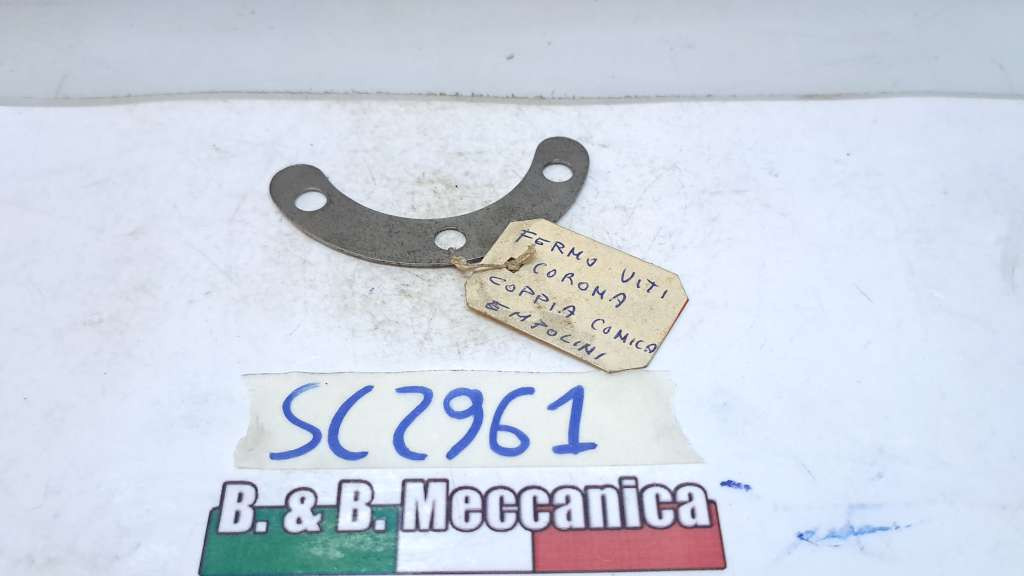 FERMO VITI
CORONA
COPPIA CONICA
EMPOLINI
SC2961
B. & B. Meccanica